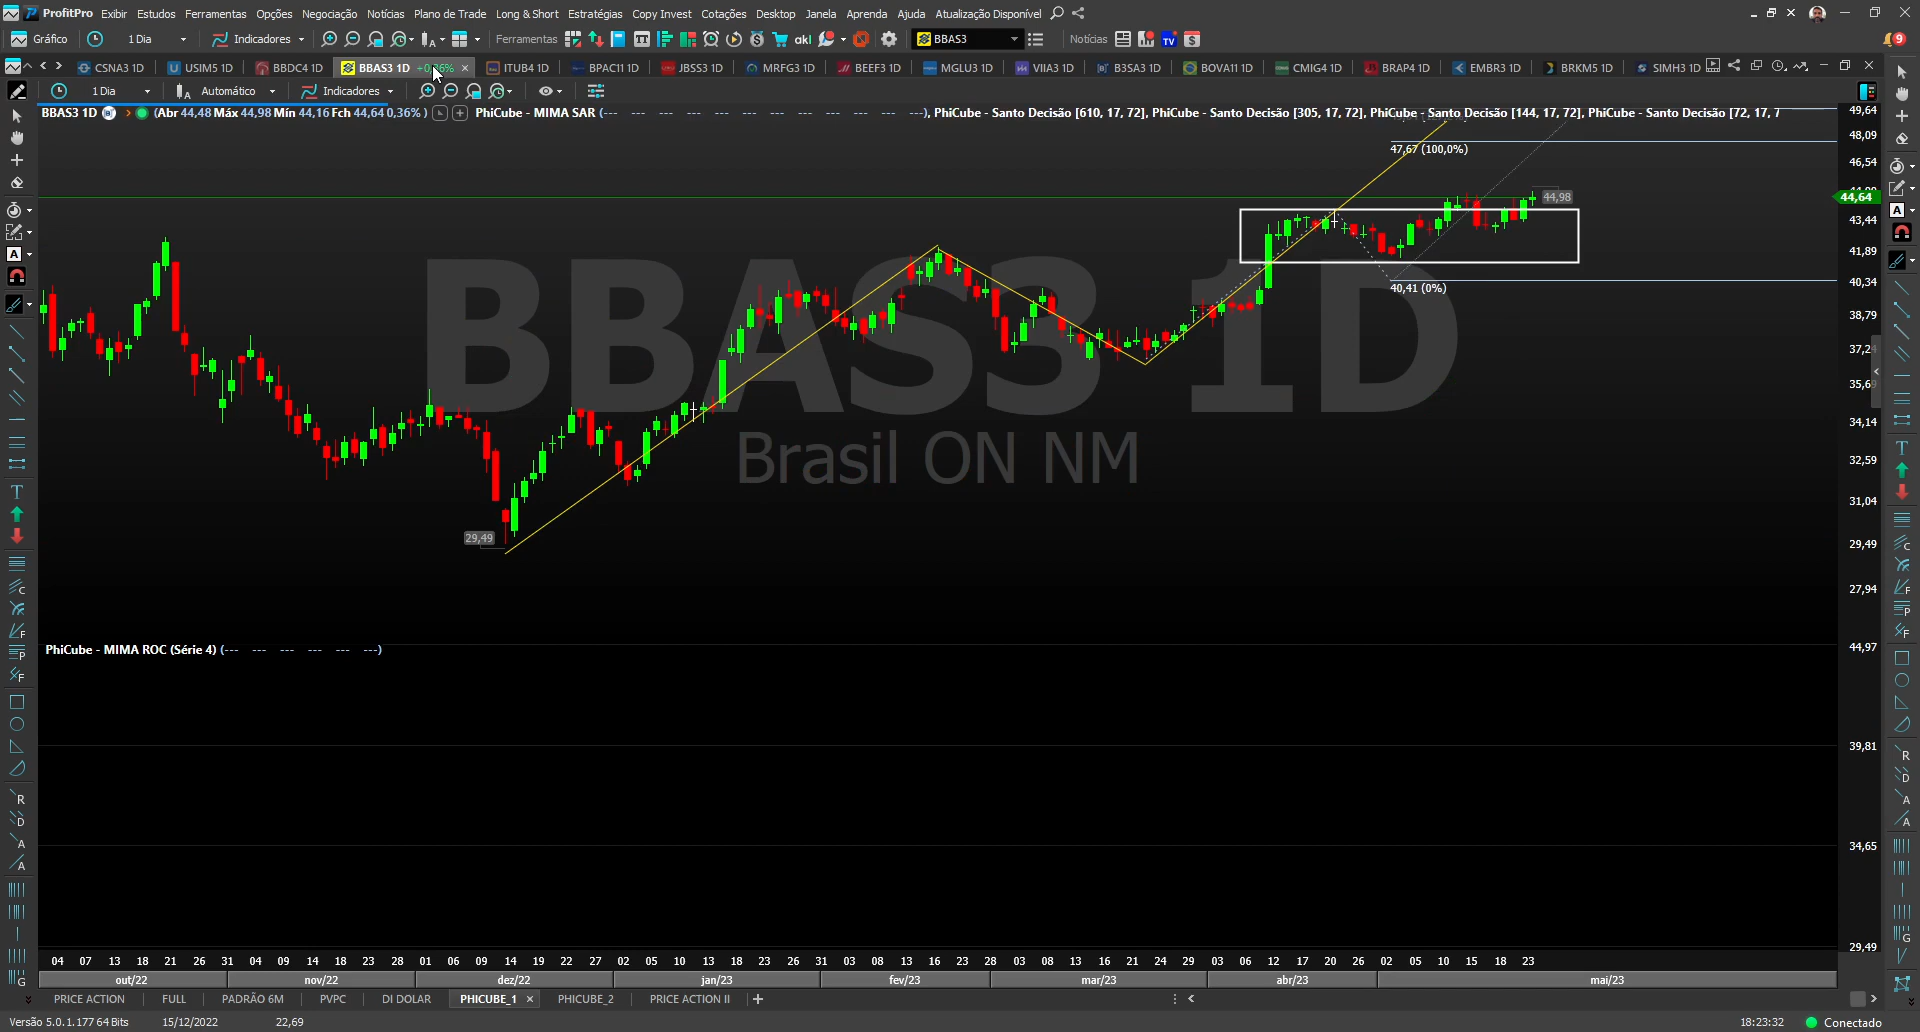 ProfitPro Exibir Estudos Ferramentas Opções Negociação Notícias Plano de Trade Long & Short Estratégias Copy Invest Cotações Desktop Janela Aprenda Ajuda Atualização Disponível
Gráfico 1 Dia Indicadores Ferramentas akl BBAS3 Notícias TV 9
CSNA3 1D USIM5 1D BBDC4 1D BBAS3 1D ITUB4 1D BPAC11 1D JBSS3 1D MRFG3 1D BEEF3 1D MGLU3 1D VIIA3 1D B3SA3 1D BOVA11 1D CMIG4 1D BRAP4 1D EMBR3 1D BRKM5 1D SIMH3 1D
1 Dia Automático Indicadores
BBAS3 1D (Abr 44,48 Máx 44,98 Mín 44,16 Fch 44,64 0,36% ) PhiCube - MIMA SAR (--- --- --- --- --- --- --- --- --- --- --- ---), PhiCube - Santo Decisão [610, 17, 72], PhiCube - Santo Decisão [305, 17, 72], PhiCube - Santo Decisão [144, 17, 72], PhiCube - Santo Decisão [72, 17, 7
49,64
48,09
47,67 (100,0%)
46,54
44,98
44,64
43,44
41,89
40,41 (0%)
40,34
38,79
BBAS3 1D
Brasil ON NM
34,14
32,59
31,04
29,49
29,49
27,94
PhiCube - MIMA ROC (Série 4) (--- --- --- --- --- ---)
44,97
39,81
34,65
29,49
04 07 13 18 21 26 31 04 09 14 18 23 28 01 06 09 14 19 22 27 02 05 10 13 18 23 26 31 03 08 13 16 23 28 03 08 13 16 21 24 29 03 06 12 17 20 26 02 05 10 15 18 23
out/22 nov/22 dez/22 jan/23 fev/23 mar/23 abr/23 mai/23
PRICE ACTION FULL PADRÃO 6M PVPC DI DOLAR PHICUBE_1 PHICUBE_2 PRICE ACTION II
Versão 5.0.1.177 64 Bits 15/12/2022 22,69 18:23:32 Conectado